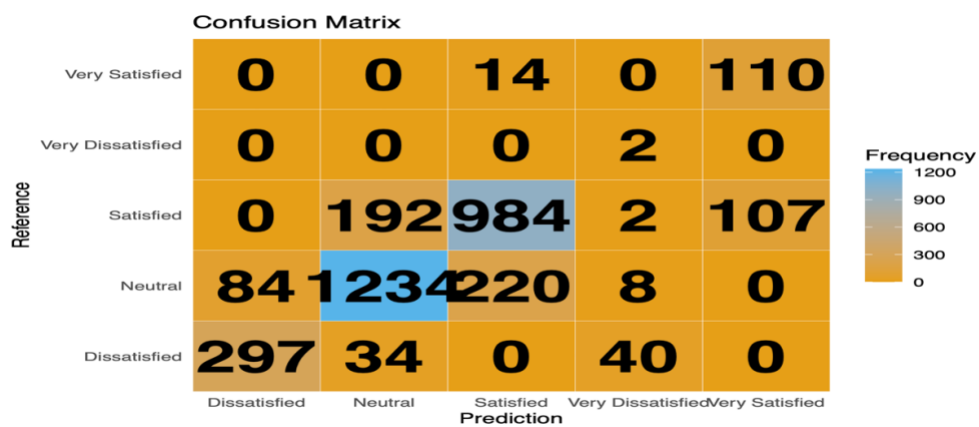 Confusion Matrix
Very Satisfied 0 0 14 0 110
Very Dissatisfied 0 0 0 2 0
Satisfied 0 192 984 2 107
Neutral 84 1234 220 8 0
Dissatisfied 297 34 0 40 0
Dissatisfied Neutral Satisfied Very Dissatisfied Very Satisfied
Prediction
Reference
Frequency
1200
900
600
300
0